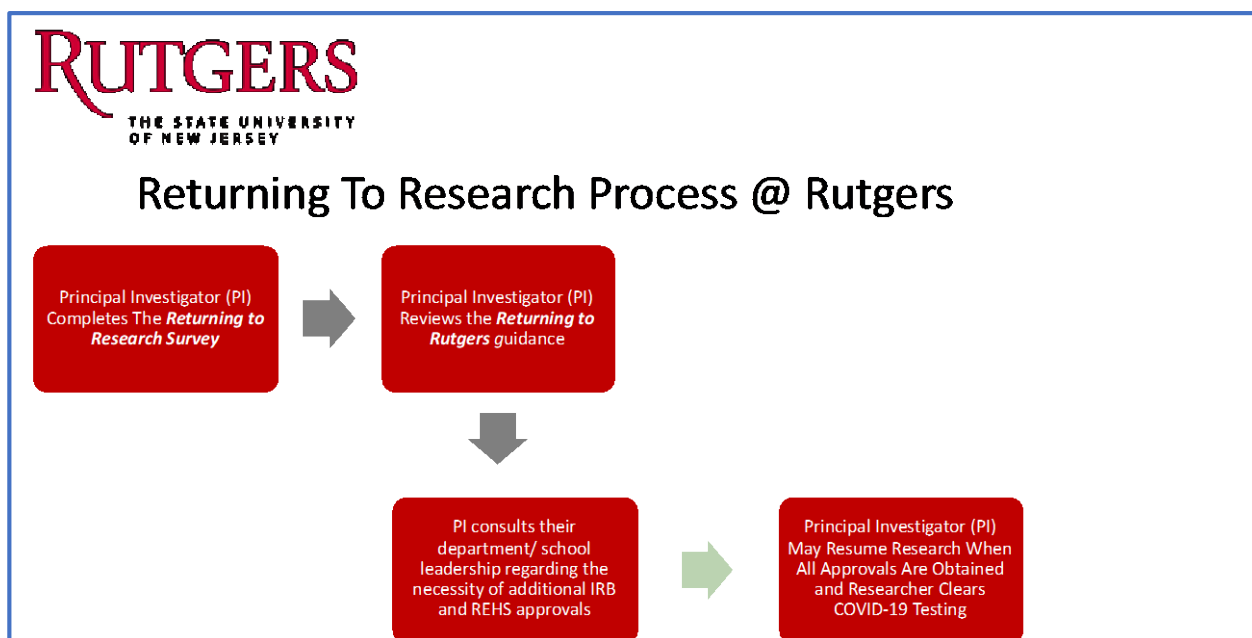 RUTGERS
THE STATE UNIVERSITY
OF NEW JERSEY
Returning To Research Process @ Rutgers
Principal Investigator (PI)
Completes The Returning to
Research Survey
Principal Investigator (PI)
Reviews the Returning to
Rutgers guidance
PI consults their
department/ school
leadership regarding the
necessity of additional IRB
and REHS approvals
Principal Investigator (PI)
May Resume Research When
All Approvals Are Obtained
and Researcher Clears
COVID-19 Testing